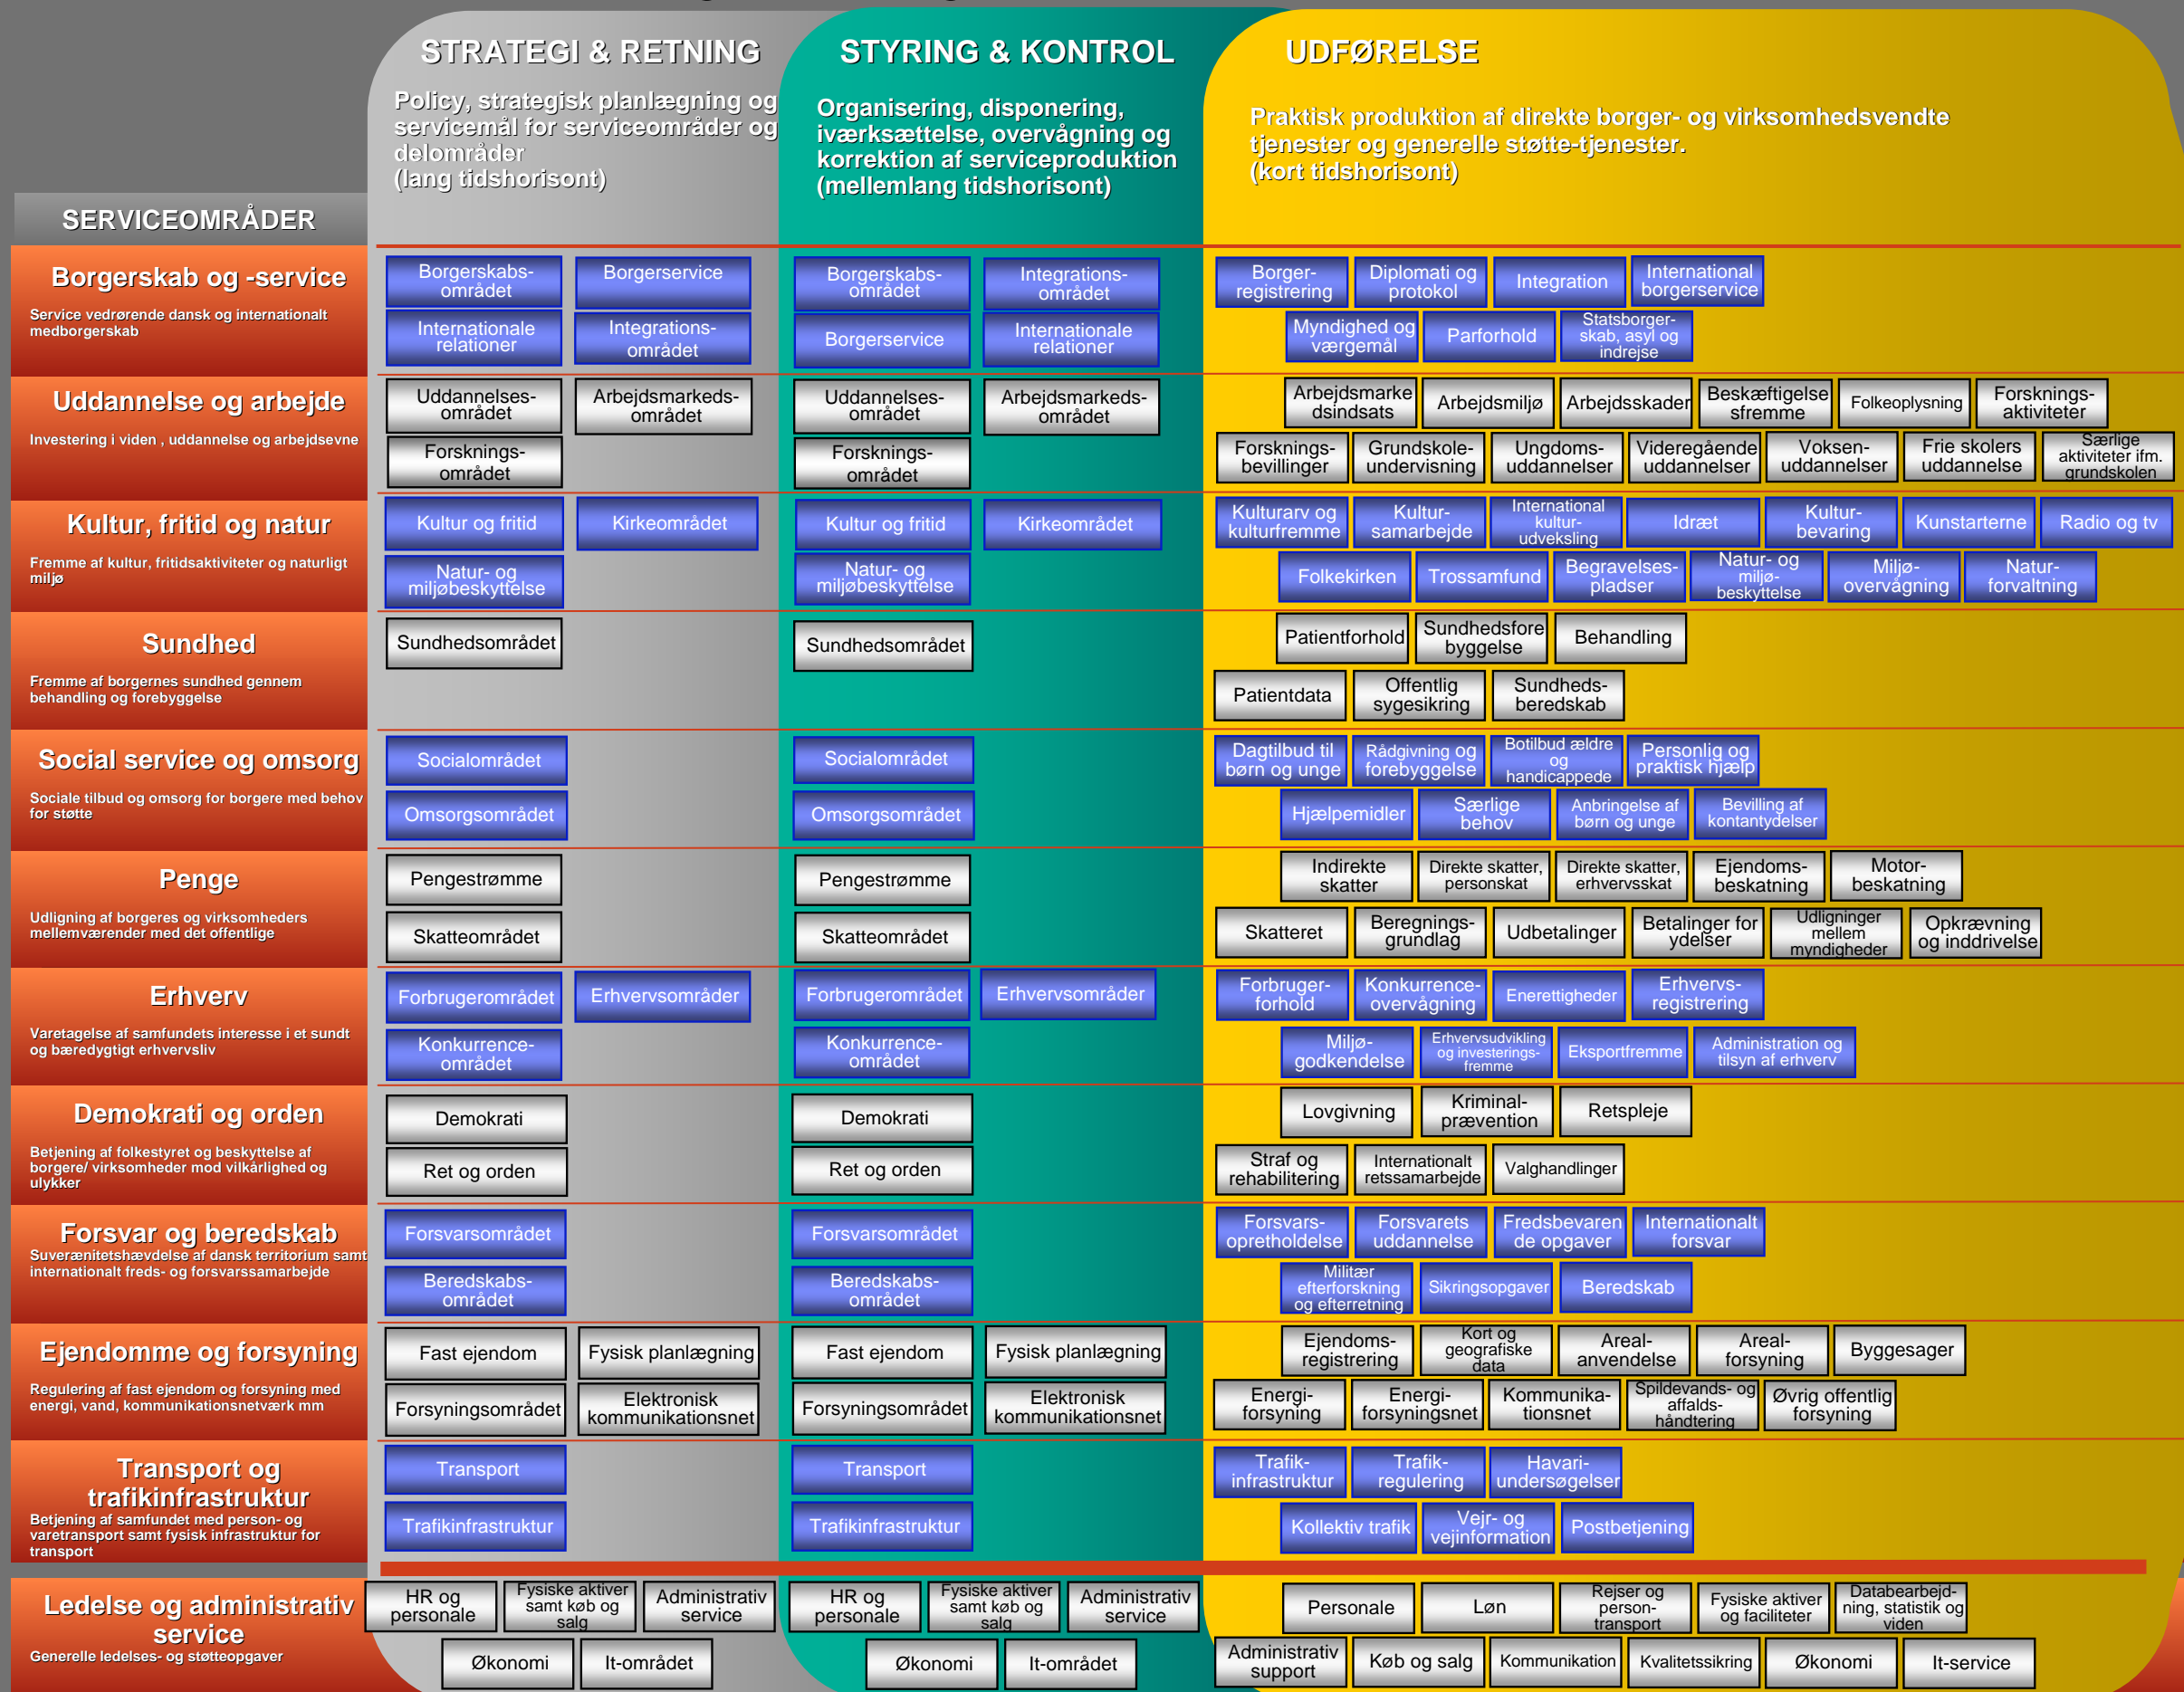 STRATEGI & RETNING
Policy, strategisk planlægning og
servicemål for serviceområder og
delområder
(lang tidshorisont)
STYRING & KONTROL
Organisering, disponering,
iværksættelse, overvågning og
korrektion af serviceproduktion
(mellemlang tidshorisont)
UDFØRELSE
Praktisk produktion af direkte borger- og virksomhedsvendte
tjenester og generelle støtte-tjenester.
(kort tidshorisont)
SERVICEOMRÅDER
Borgerskab og -service
Service vedrørende dansk og internationalt
medborgerskab
Borgerskabs-
området
Borgerservice
Internationale
relationer
Integrations-
området
Borgerskabs-
området
Integrations-
området
Borgerservice
Internationale
relationer
Borger-
registrering
Diplomati og
protokol
Integration
International
borgerservice
Myndighed og
værgemål
Parforhold
Statsborger-
skab, asyl og
indrejse
Uddannelse og arbejde
Investering i viden , uddannelse og arbejdsevne
Uddannelses-
området
Arbejdsmarkeds-
området
Forsknings-
området
Uddannelses-
området
Arbejdsmarkeds-
området
Forsknings-
området
Arbejdsmarke
dsindsats
Arbejdsmiljø
Arbejdsskader
Beskæftigelse
sfremme
Folkeoplysning
Forsknings-
aktiviteter
Forsknings-
bevillinger
Grundskole-
undervisning
Ungdoms-
uddannelser
Videregående
uddannelser
Voksen-
uddannelser
Frie skolers
uddannelse
Særlige
aktiviteter ifm.
grundskolen
Kultur, fritid og natur
Fremme af kultur, fritidsaktiviteter og naturligt
miljø
Kultur og fritid
Kirkeområdet
Natur- og
miljøbeskyttelse
Kultur og fritid
Kirkeområdet
Natur- og
miljøbeskyttelse
Kulturarv og
kulturfremme
Kultur-
samarbejde
International
kultur-
udveksling
Idræt
Kultur-
bevaring
Kunstarterne
Radio og tv
Folkekirken
Trossamfund
Begravelses-
pladser
Natur- og
miljø-
beskyttelse
Miljø-
overvågning
Natur-
forvaltning
Sundhed
Fremme af borgernes sundhed gennem
behandling og forebyggelse
Sundhedsområdet
Sundhedsområdet
Patientforhold
Sundhedsfore
byggelse
Behandling
Patientdata
Offentlig
sygesikring
Sundheds-
beredskab
Social service og omsorg
Sociale tilbud og omsorg for borgere med behov
for støtte
Socialområdet
Omsorgsområdet
Socialområdet
Omsorgsområdet
Dagtilbud til
børn og unge
Rådgivning og
forebyggelse
Botilbud ældre
og
handicappede
Personlig og
praktisk hjælp
Hjælpemidler
Særlige
behov
Anbringelse af
børn og unge
Bevilling af
kontantydelser
Penge
Udligning af borgeres og virksomheders
mellemværender med det offentlige
Pengestrømme
Skatteområdet
Pengestrømme
Skatteområdet
Indirekte
skatter
Direkte skatter,
personskat
Direkte skatter,
erhvervsskat
Ejendoms-
beskatning
Motor-
beskatning
Skatteret
Beregnings-
grundlag
Udbetalinger
Betalinger for
ydelser
Udligninger
mellem
myndigheder
Opkrævning
og inddrivelse
Erhverv
Varetagelse af samfundets interesse i et sundt
og bæredygtigt erhvervsliv
Forbrugerområdet
Erhvervsområder
Konkurrence-
området
Forbrugerområdet
Erhvervsområder
Konkurrence-
området
Forbruger-
forhold
Konkurrence-
overvågning
Enerettigheder
Erhvervs-
registrering
Miljø-
godkendelse
Erhvervsudvikling
og investerings-
fremme
Eksportfremme
Administration og
tilsyn af erhverv
Demokrati og orden
Betjening af folkestyret og beskyttelse af
borgere/ virksomheder mod vilkårlighed og
ulykker
Demokrati
Ret og orden
Demokrati
Ret og orden
Lovgivning
Kriminal-
prævention
Retspleje
Straf og
rehabilitering
Internationalt
retssamarbejde
Valghandlinger
Forsvar og beredskab
Suverænitetshævdelse af dansk territorium samt
internationalt freds- og forsvarssamarbejde
Forsvarsområdet
Beredskabs-
området
Forsvarsområdet
Beredskabs-
området
Forsvars-
opretholdelse
Forsvarets
uddannelse
Fredsbevaren
de opgaver
Internationalt
forsvar
Militær
efterforskning
og efterretning
Sikringsopgaver
Beredskab
Ejendomme og forsyning
Regulering af fast ejendom og forsyning med
energi, vand, kommunikationsnetværk mm
Fast ejendom
Fysisk planlægning
Forsyningsområdet
Elektronisk
kommunikationsnet
Fast ejendom
Fysisk planlægning
Forsyningsområdet
Elektronisk
kommunikationsnet
Ejendoms-
registrering
Kort og
geografiske
data
Areal-
anvendelse
Areal-
forsyning
Byggesager
Energi-
forsyning
Energi-
forsyningsnet
Kommunika-
tionsnet
Spildevands- og
affalds-
håndtering
Øvrig offentlig
forsyning
Transport og
trafikinfrastruktur
Betjening af samfundet med person- og
varetransport samt fysisk infrastruktur for
transport
Transport
Trafikinfrastruktur
Transport
Trafikinfrastruktur
Trafik-
infrastruktur
Trafik-
regulering
Havari-
undersøgelser
Kollektiv trafik
Vejr- og
vejinformation
Postbetjening
Ledelse og administrativ
service
Generelle ledelses- og støtteopgaver
HR og
personale
Fysiske aktiver
samt køb og
salg
Administrativ
service
Økonomi
It-området
HR og
personale
Fysiske aktiver
samt køb og
salg
Administrativ
service
Økonomi
It-området
Personale
Løn
Rejser og
person-
transport
Fysiske aktiver
og faciliteter
Databearbejd-
ning, statistik og
viden
Administrativ
support
Køb og salg
Kommunikation
Kvalitetssikring
Økonomi
It-service